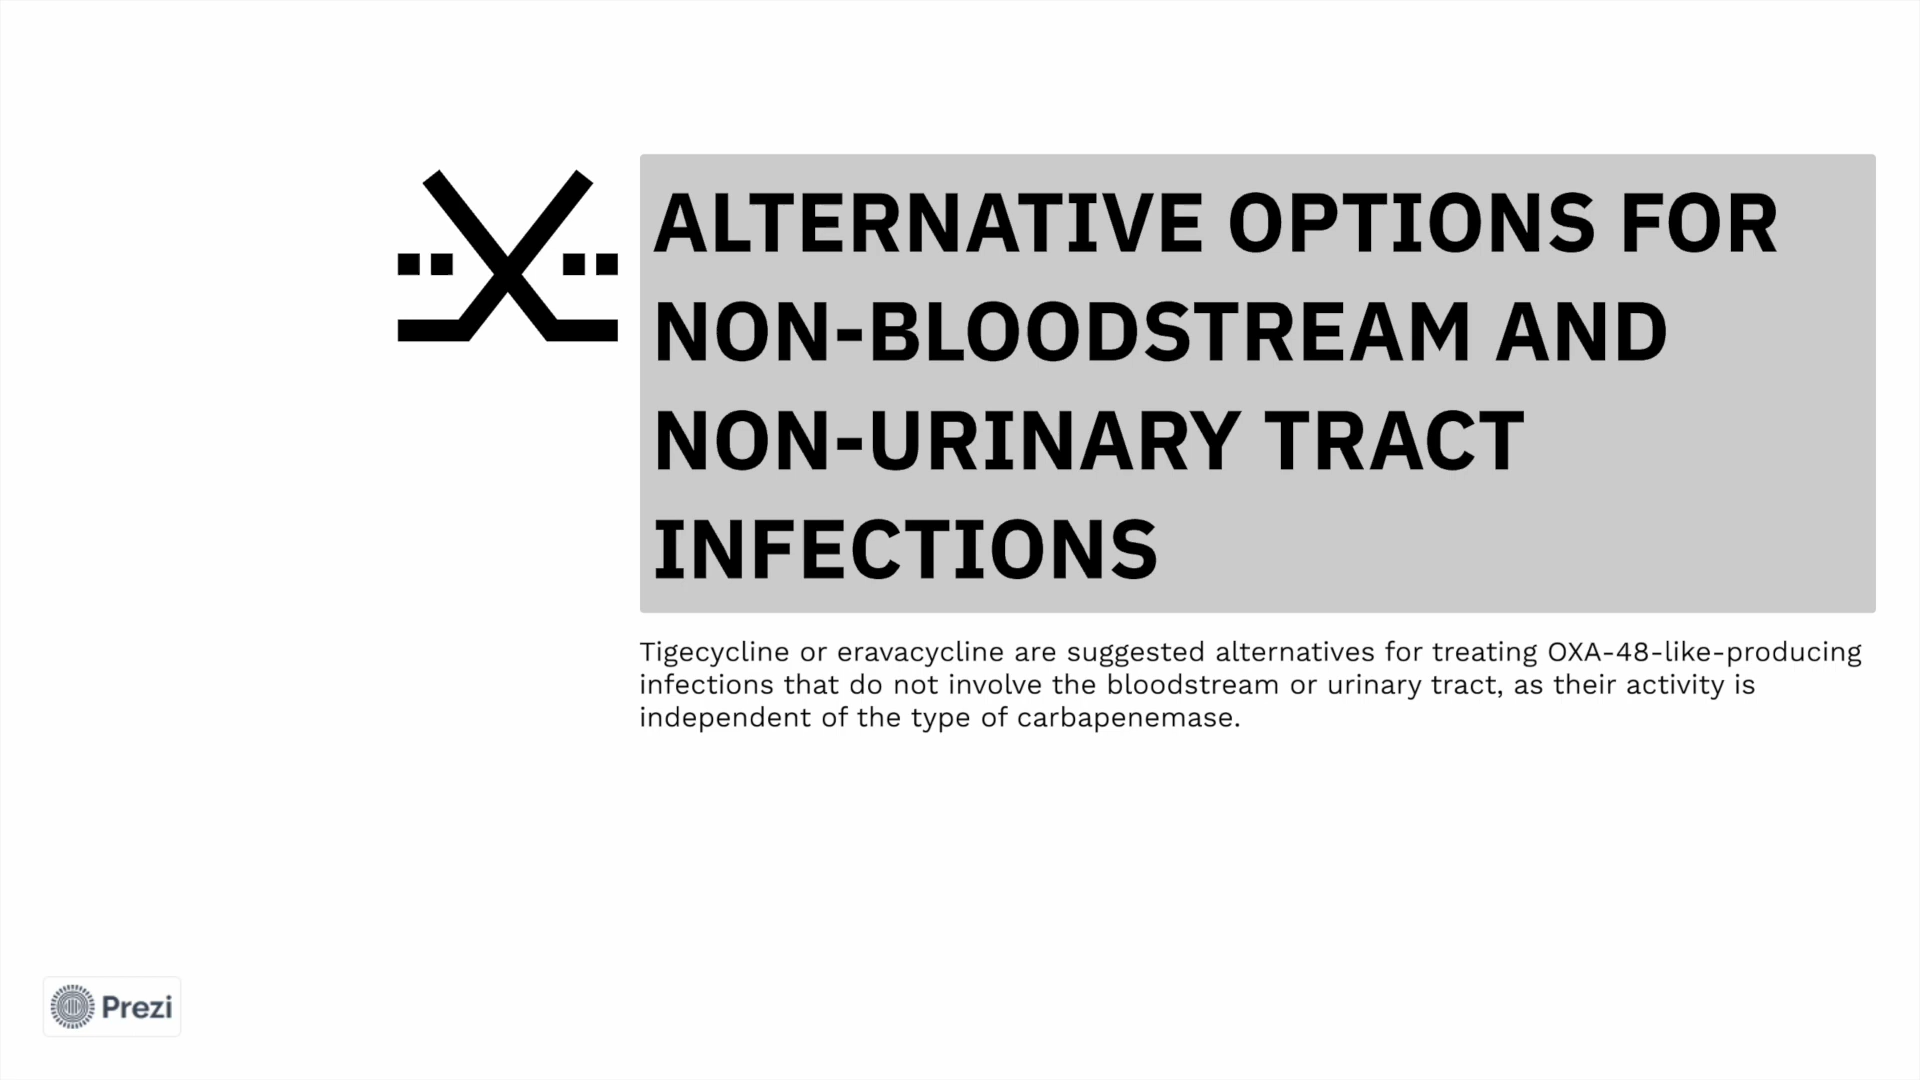 ALTERNATIVE OPTIONS FOR
NON-BLOODSTREAM AND
NON-URINARY TRACT
INFECTIONS
Tigecycline or eravacycline are suggested alternatives for treating OXA-48-like-producing
infections that do not involve the bloodstream or urinary tract, as their activity is
independent of the type of carbapenemase.
Prezi